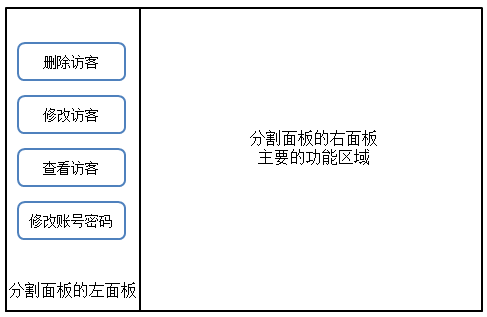 删除访客
修改访客
查看访客
修改账号密码
分割面板的左面板
分割面板的右面板
主要的功能区域